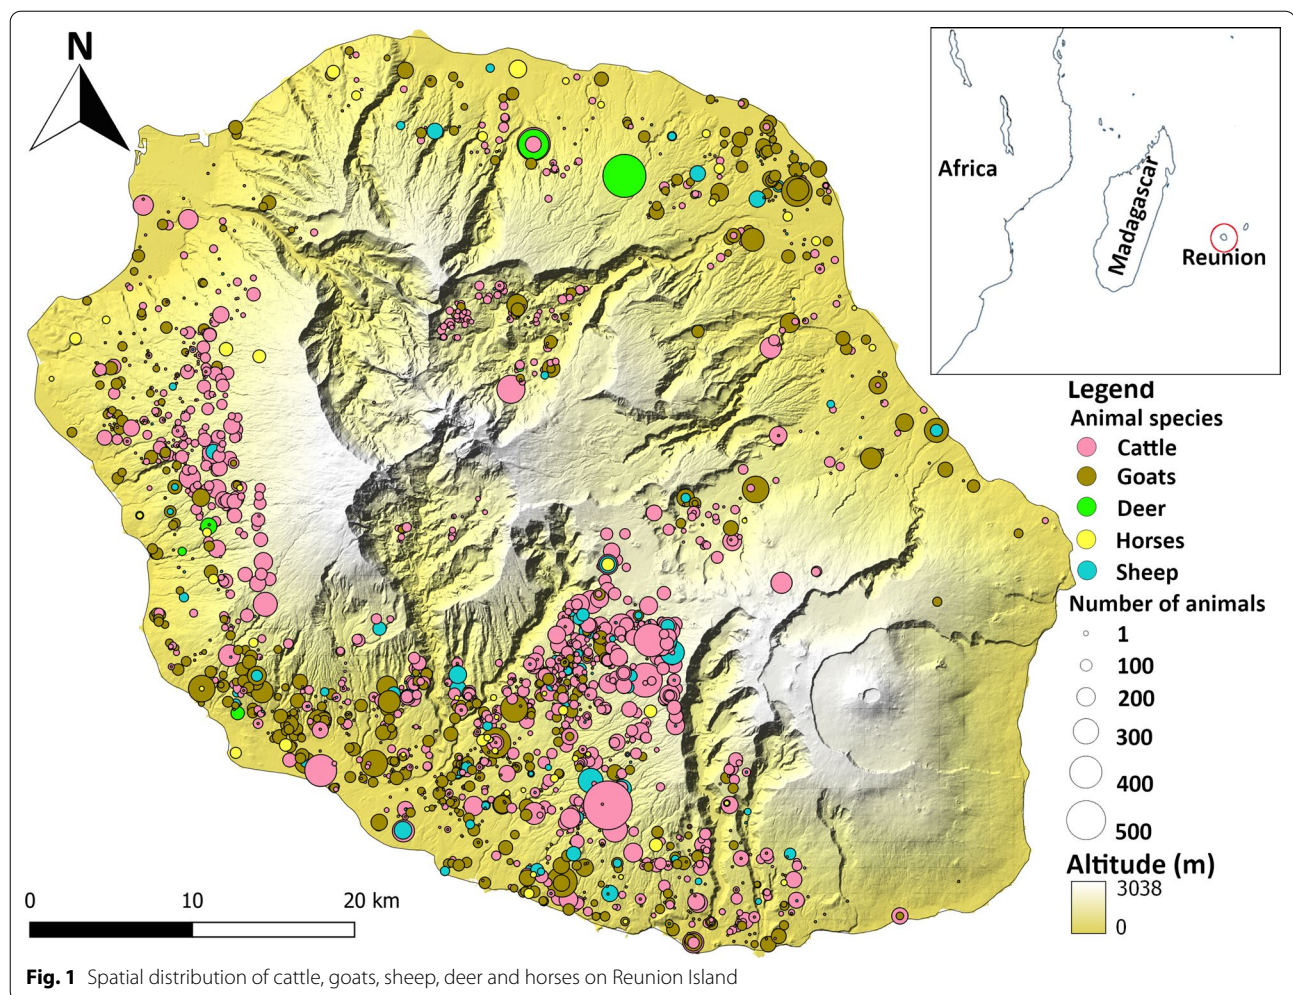 N
Africa
Madagascar
Reunion
Legend
Animal species
Cattle
Goats
Deer
Horses
Sheep
Number of animals
1
100
200
300
400
500
Altitude (m)
3038
0
0 10 20 km
Fig. 1 Spatial distribution of cattle, goats, sheep, deer and horses on Reunion Island